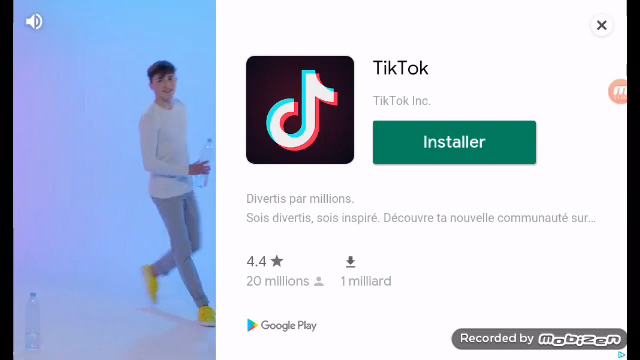 TikTok
TikTok Inc.
Installer
Divertis par millions.
Sois divertis, sois inspiré. Découvre ta nouvelle communauté sur...
4.4
20 millions
1 milliard
Google Play
Recorded by MOBIZEN